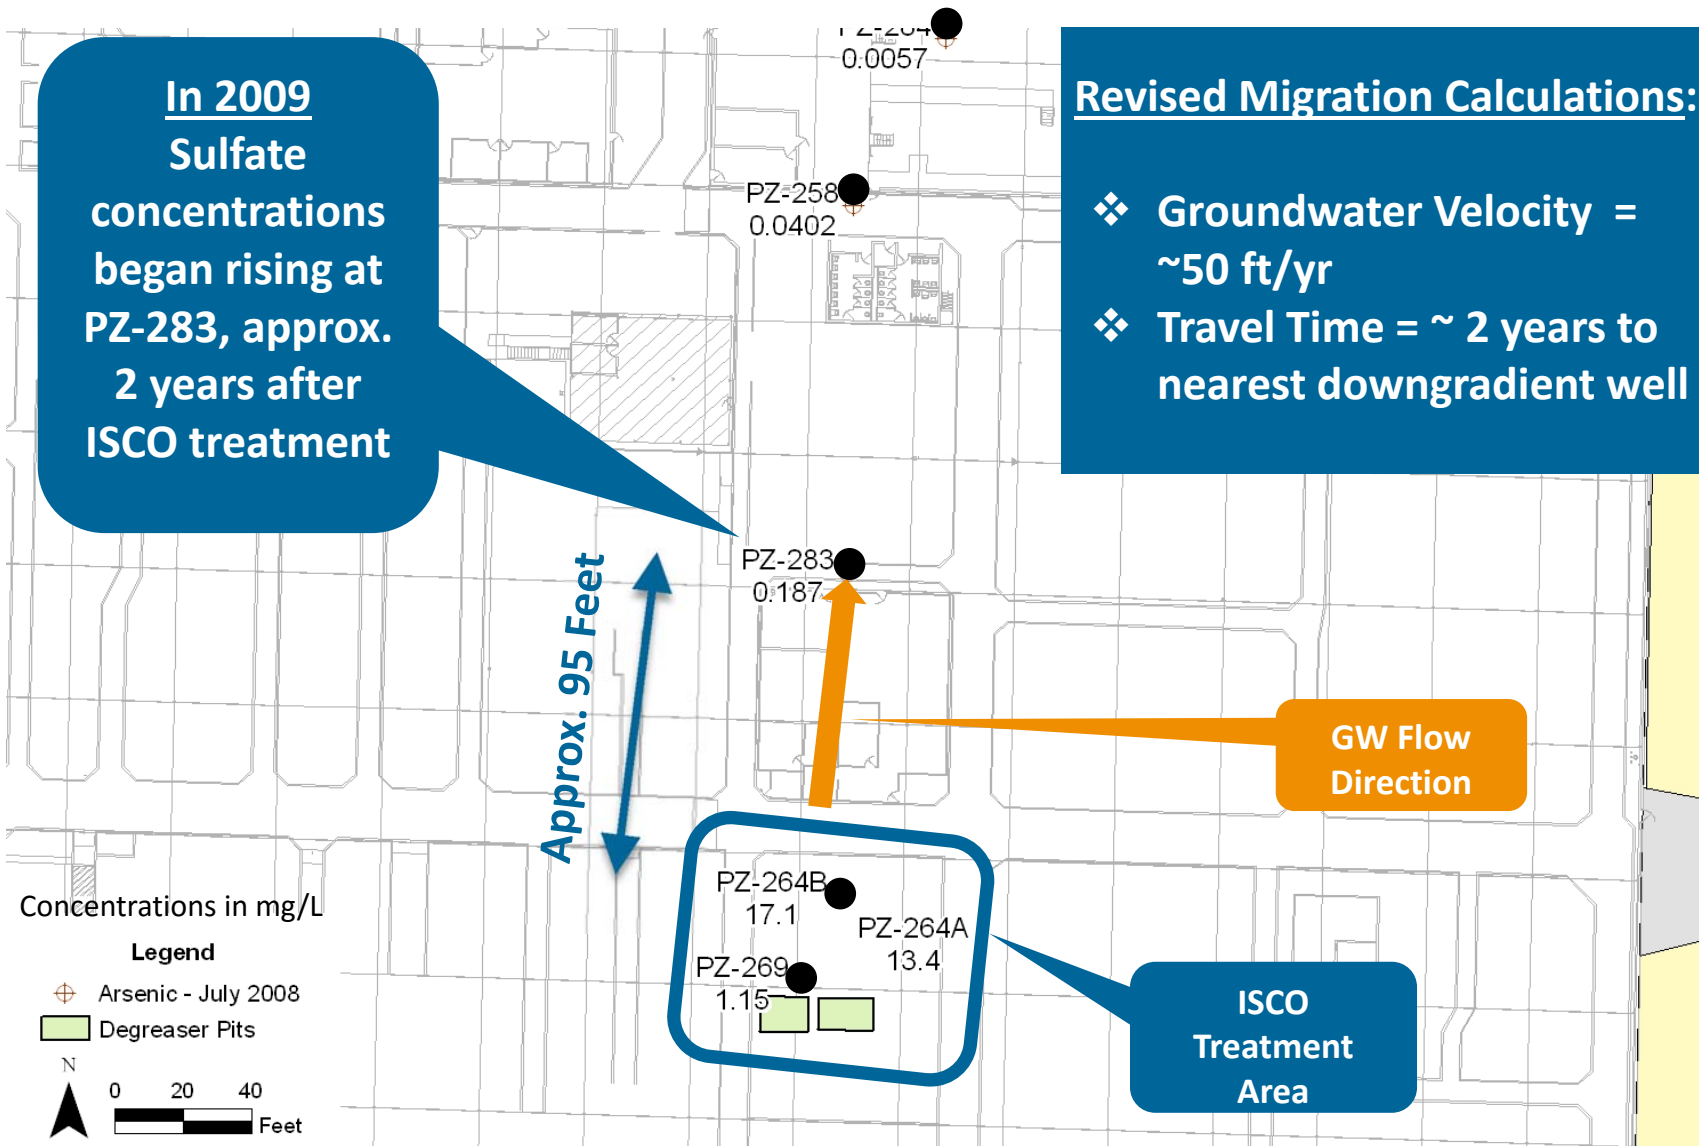 PZ-264
0.0057
In 2009
Sulfate
concentrations
began rising at
PZ-283, approx.
2 years after
ISCO treatment
Revised Migration Calculations:
❖ Groundwater Velocity =
~50 ft/yr
❖ Travel Time = ~ 2 years to
nearest downgradient well
PZ-258
0.0402
PZ-283
0.187
Approx. 95 Feet
GW Flow
Direction
PZ-264B
17.1
PZ-264A
13.4
PZ-269
1.15
ISCO
Treatment
Area
Concentrations in mg/L
Legend
Arsenic - July 2008
Degreaser Pits
N
0 20 40
Feet